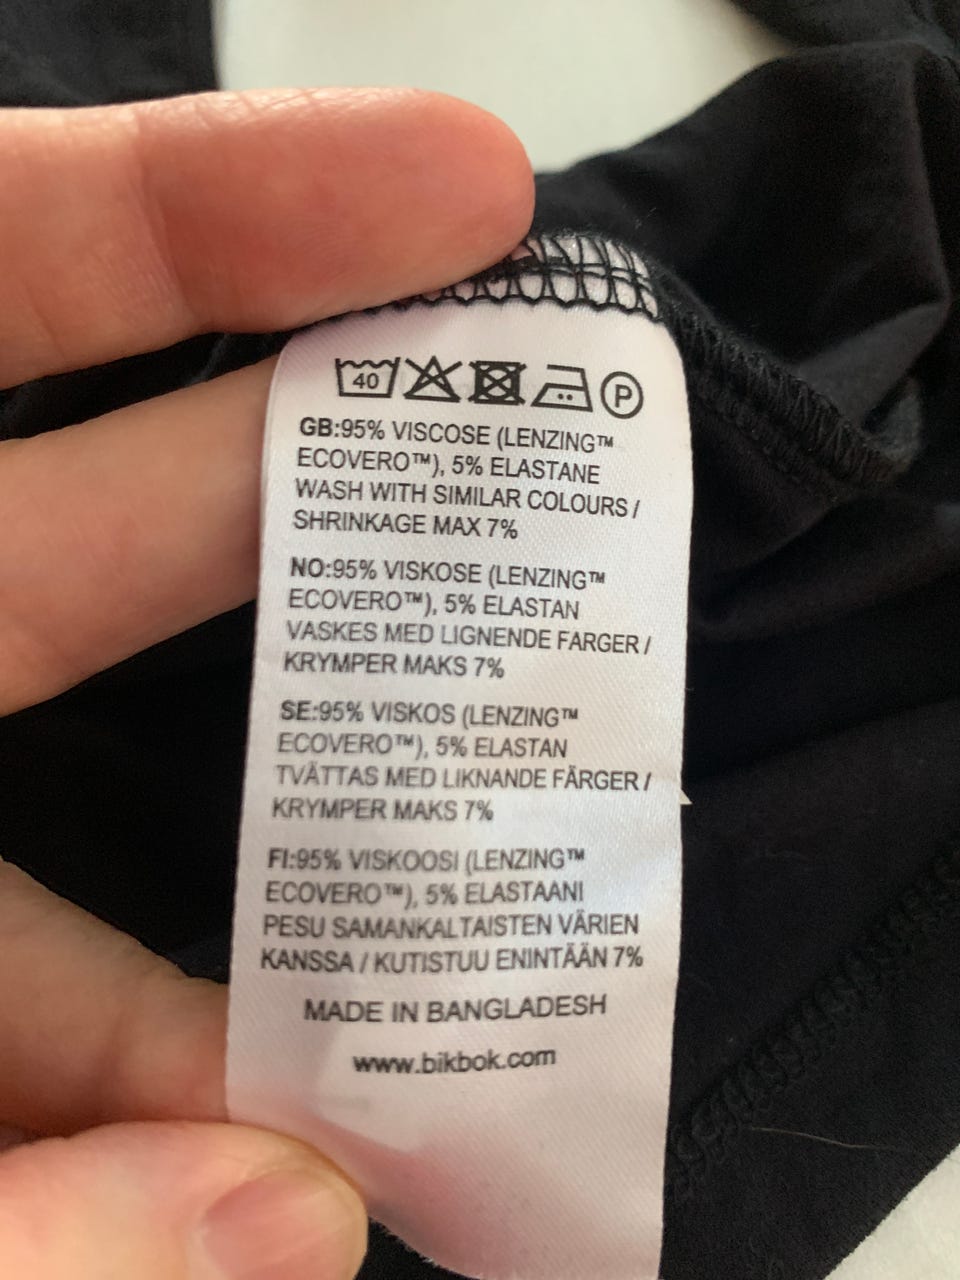 40 P
GB:95% VISCOSE (LENZING™
ECOVERO™), 5% ELASTANE
WASH WITH SIMILAR COLOURS /
SHRINKAGE MAX 7%
NO:95% VISKOSE (LENZING™
ECOVERO™), 5% ELASTAN
VASKES MED LIGNENDE FARGER /
KRYMPER MAKS 7%
SE:95% VISKOS (LENZING™
ECOVERO™), 5% ELASTAN
TVÄTTAS MED LIKNANDE FÄRGER /
KRYMPER MAKS 7%
FI:95% VISKOOSI (LENZING™
ECOVERO™), 5% ELASTAANI
PESU SAMANKALTAISTEN VÄRIEN
KANSSA / KUTISTUU ENINTÄÄN 7%
MADE IN BANGLADESH
www.bikbok.com